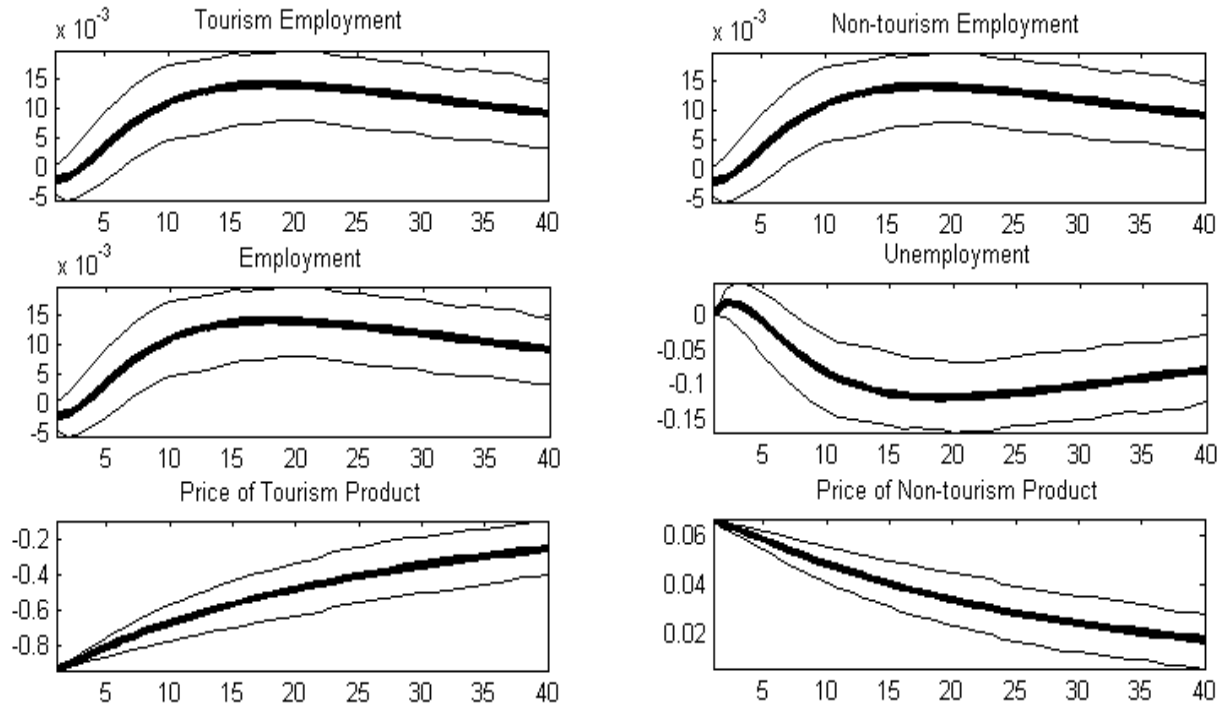 Tourism Employment
x 10⁻³
15
10
5
0
-5
5 10 15 20 25 30 35 40
Non-tourism Employment
x 10⁻³
15
10
5
0
-5
5 10 15 20 25 30 35 40
Employment
x 10⁻³
15
10
5
0
-5
5 10 15 20 25 30 35 40
Unemployment
0
-0.05
-0.1
-0.15
5 10 15 20 25 30 35 40
Price of Tourism Product
-0.2
-0.4
-0.6
-0.8
5 10 15 20 25 30 35 40
Price of Non-tourism Product
0.06
0.04
0.02
5 10 15 20 25 30 35 40